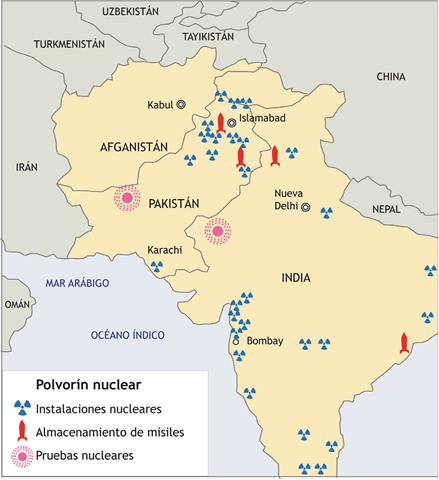 UZBEKISTÁN
TURKMENISTÁN
TAYIKISTÁN
CHINA
Kabul
Islamabad
AFGANISTÁN
IRÁN
Nueva
Delhi
NEPAL
PAKISTÁN
Karachi
MAR ARÁBIGO
INDIA
OMÁN
OCÉANO ÍNDICO
Bombay
Polvorín nuclear
Instalaciones nucleares
Almacenamiento de misiles
Pruebas nucleares